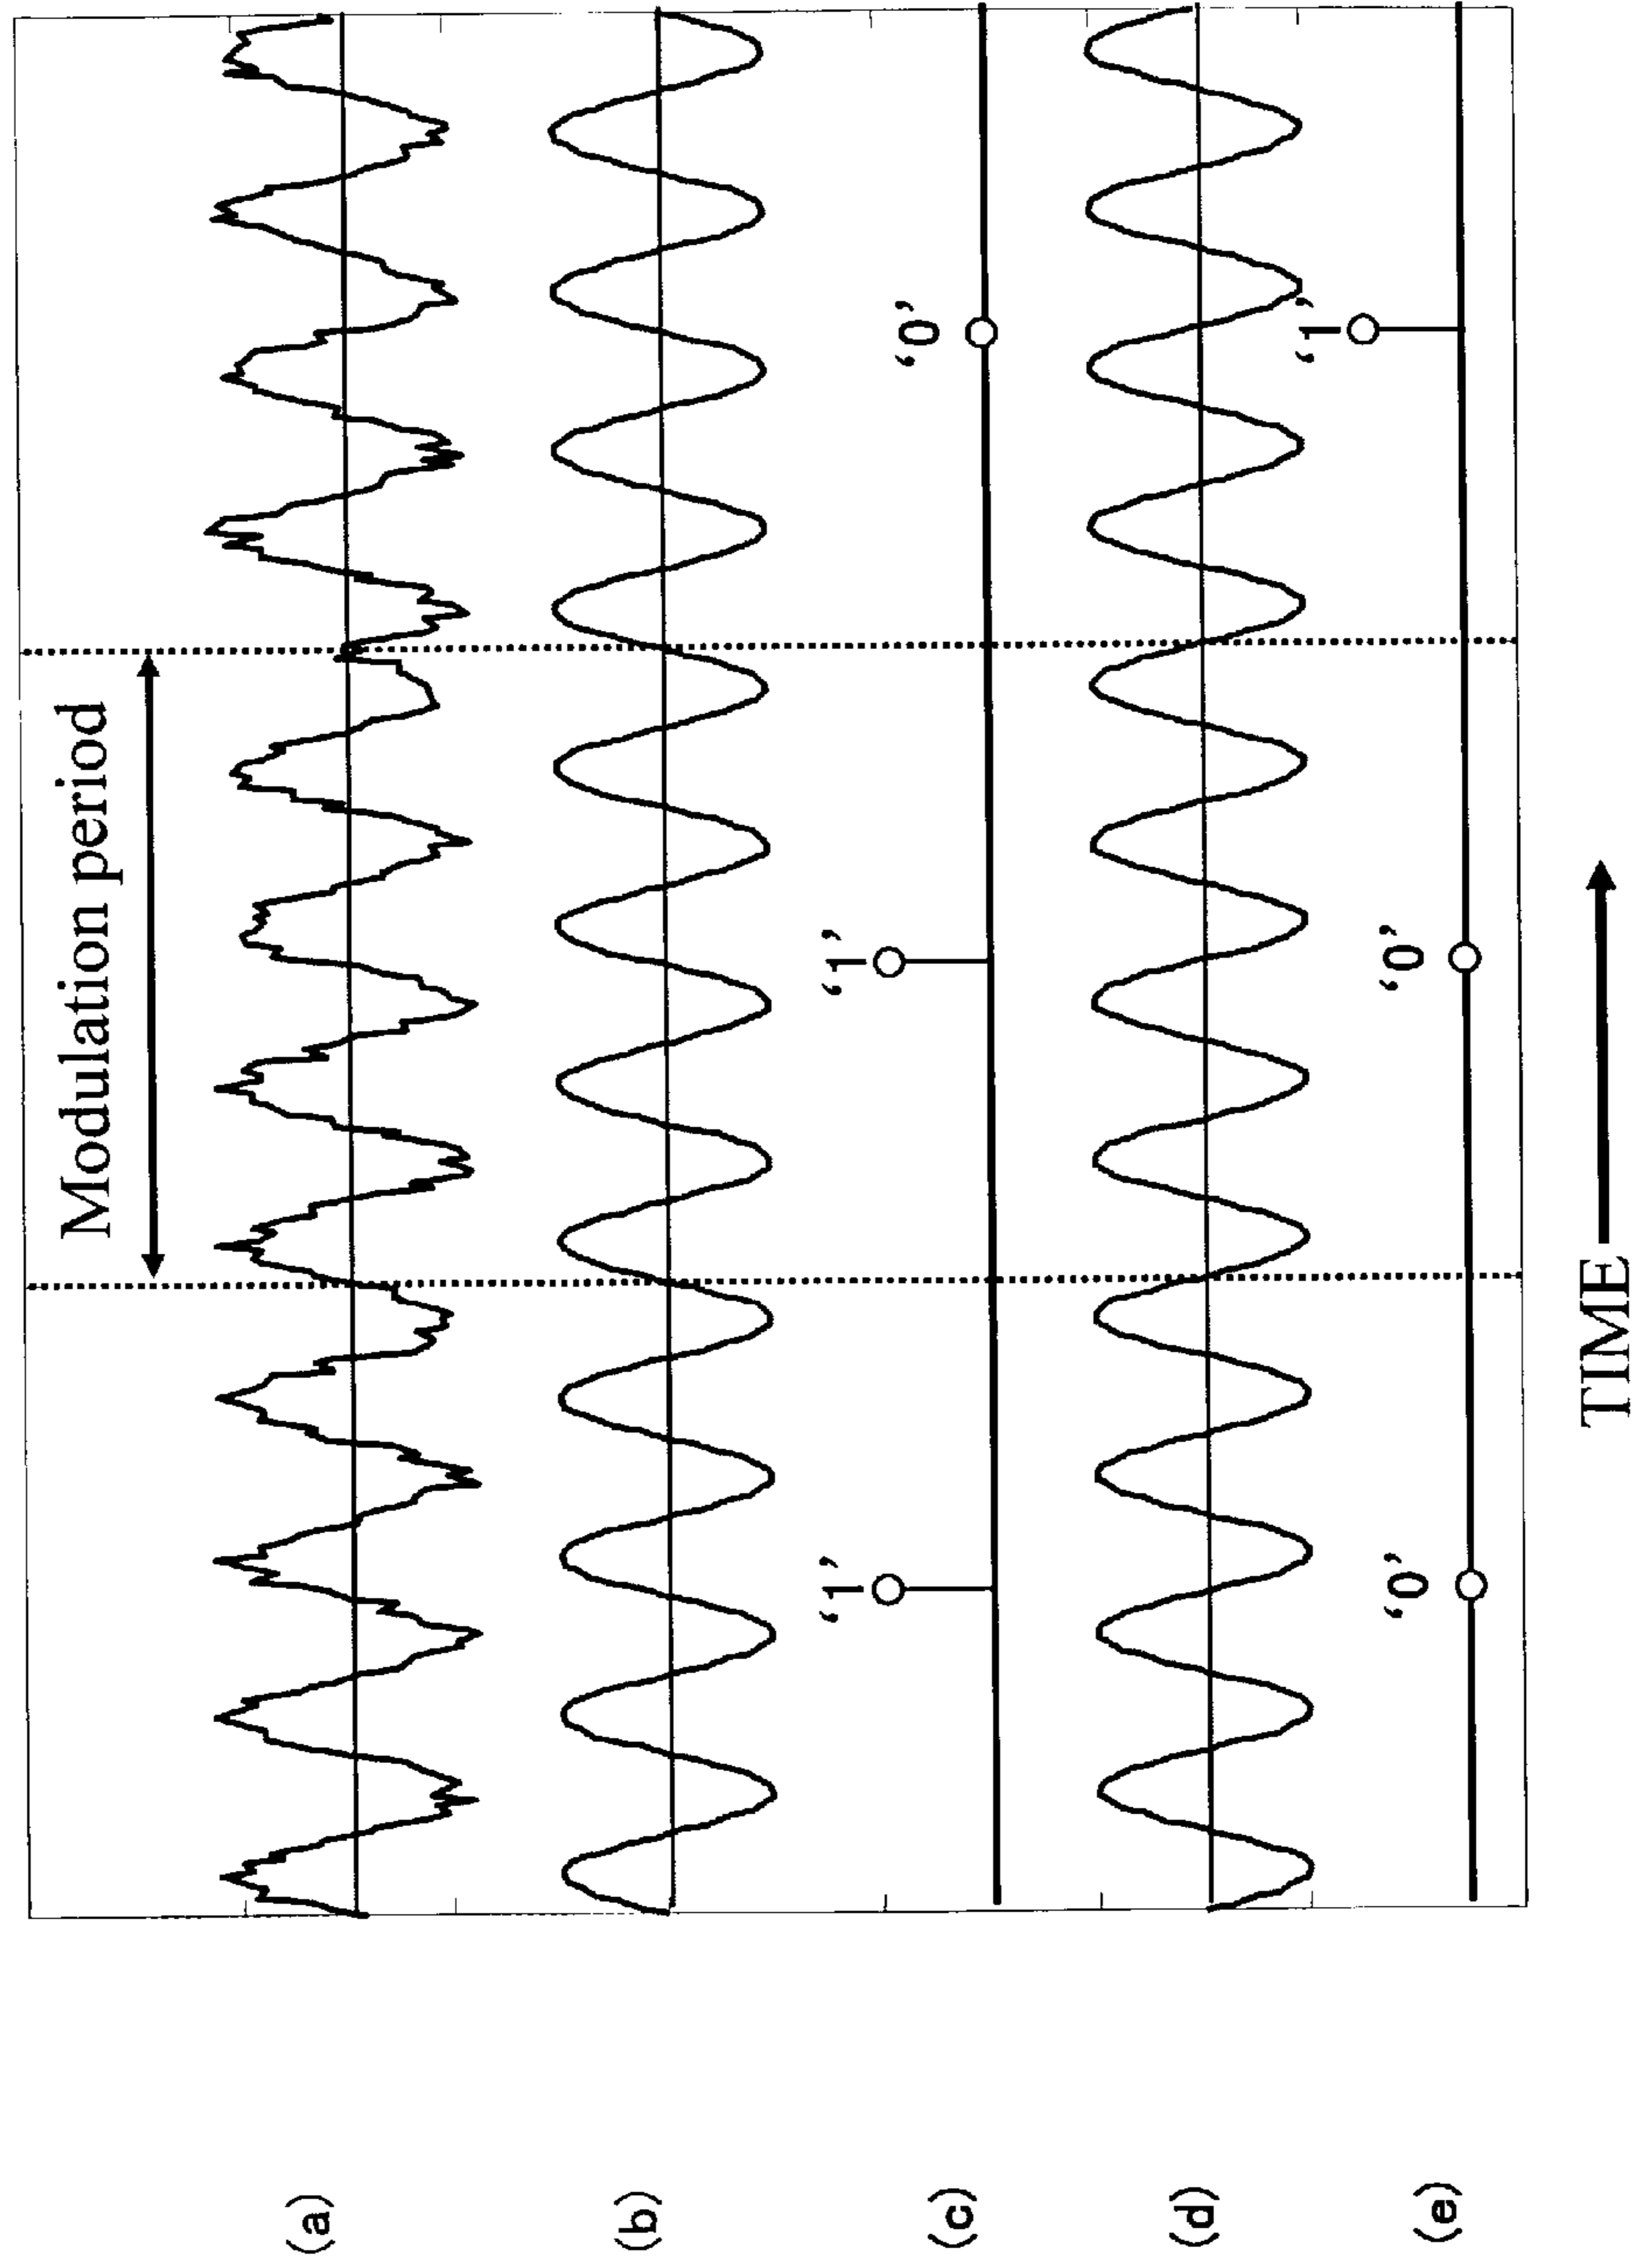 Modulation period
(a)
(b)
(c) ‘1’ ‘1’ ‘0’
(d)
(e) ‘0’ ‘0’ ‘1’
TIME